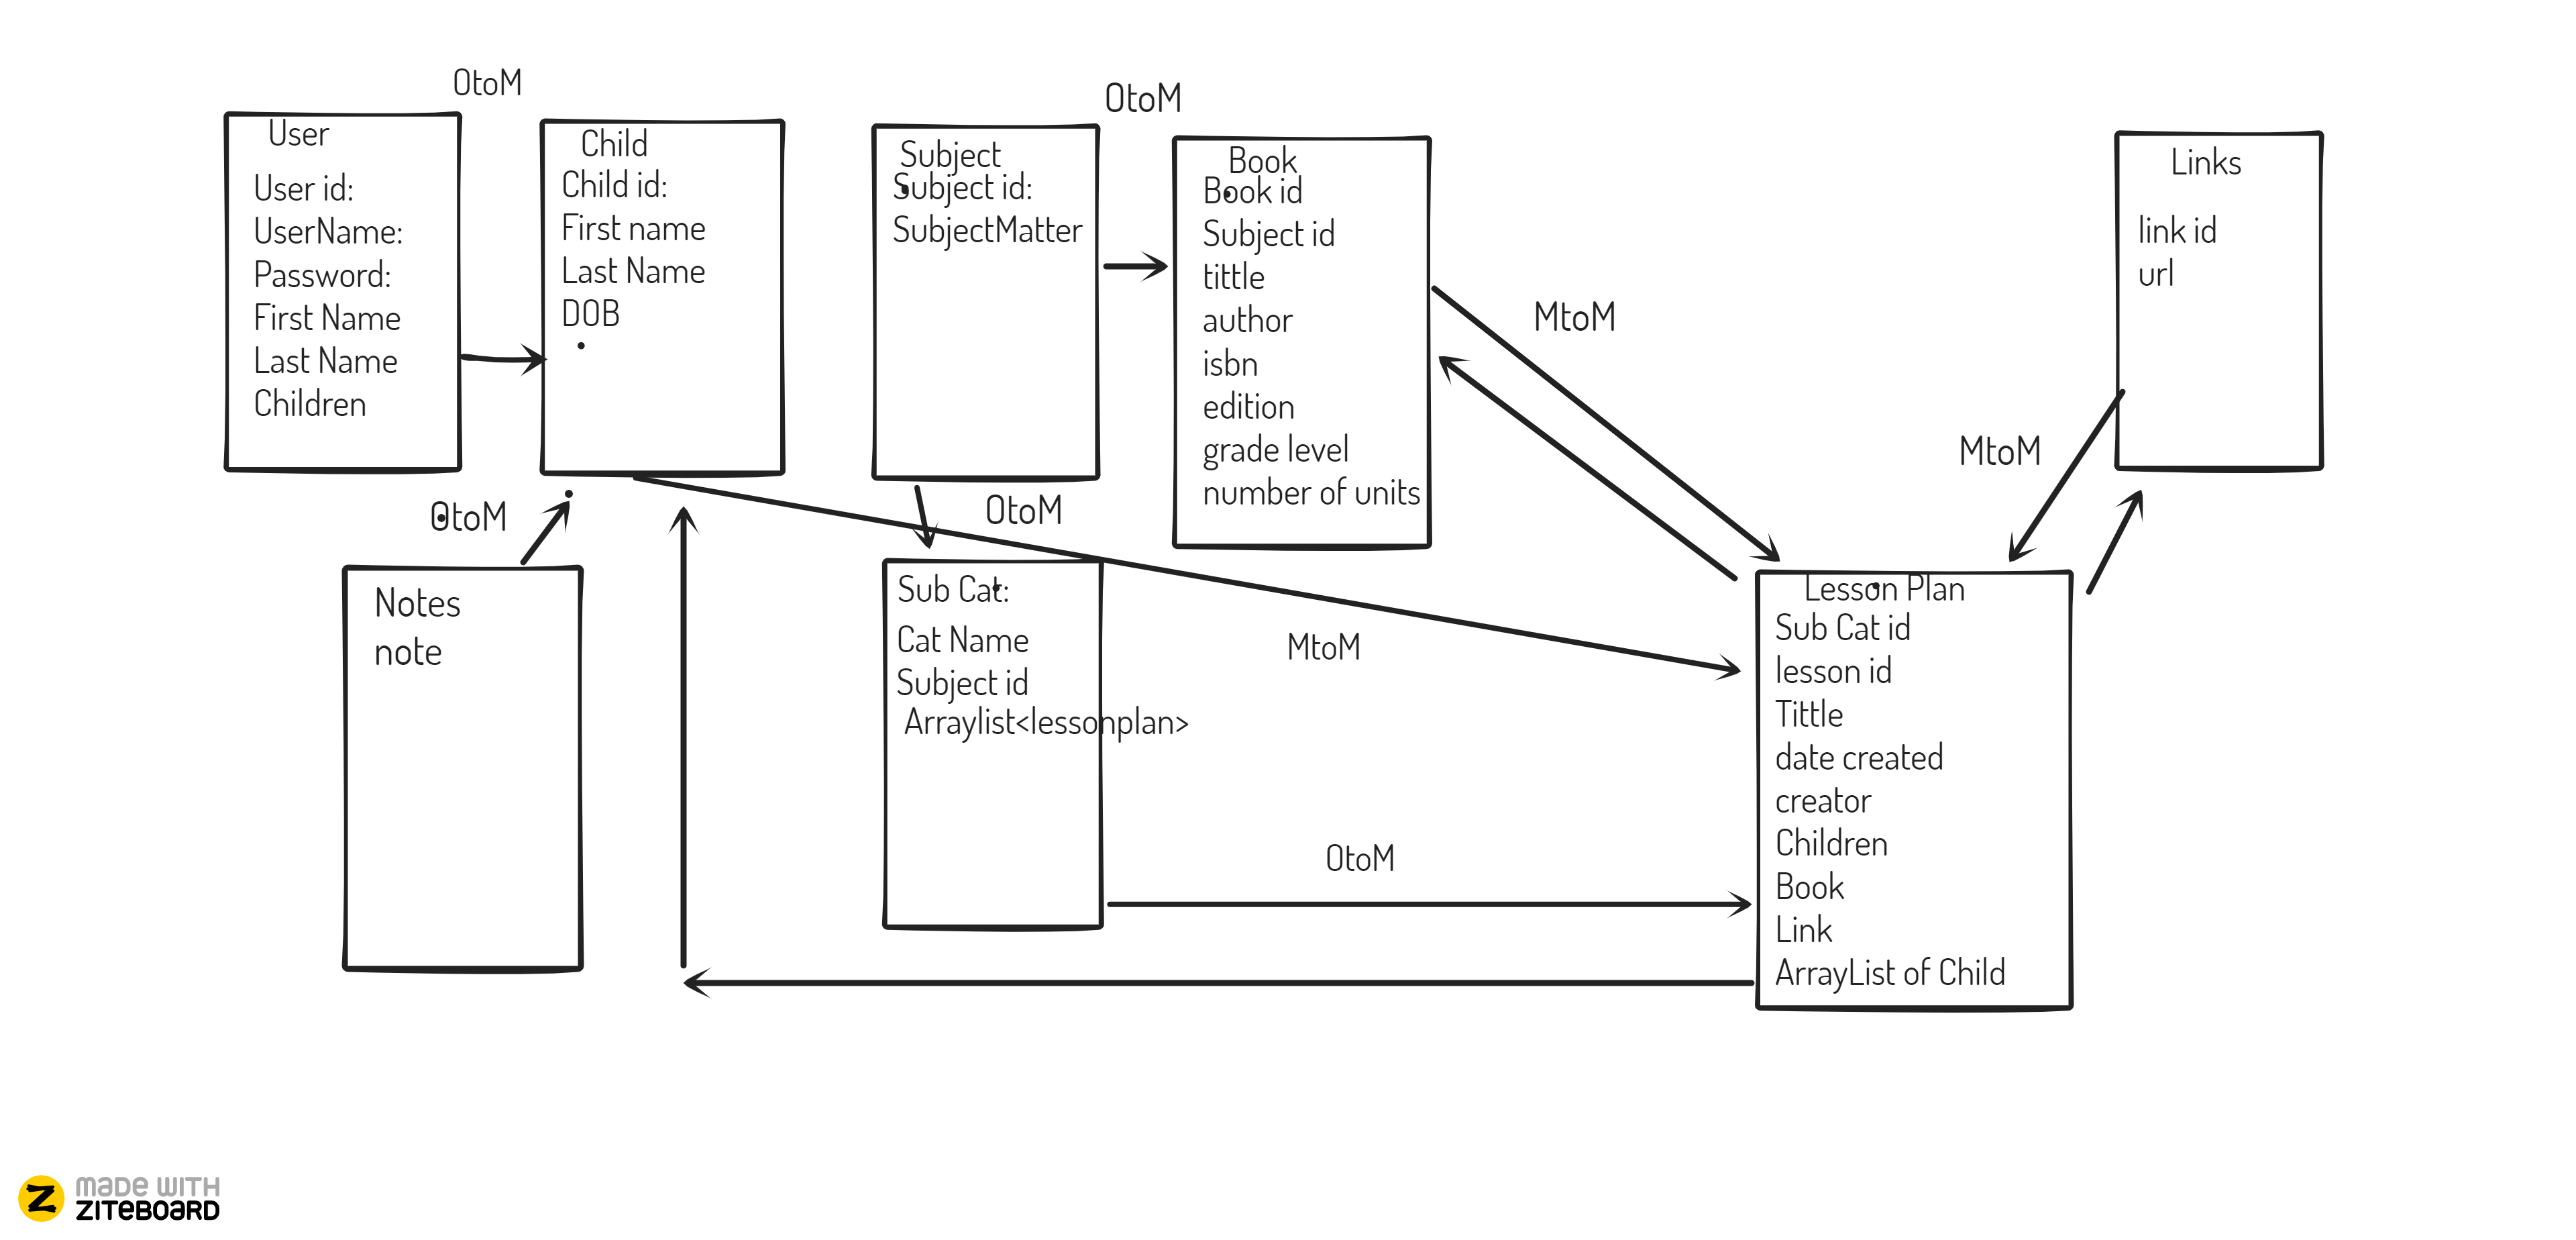 OtoM
User
User id:
UserName:
Password:
First Name
Last Name
Children
Child
Child id:
First name
Last Name
DOB
OtoM
Subject
Subject id:
SubjectMatter
Book
Book id
Subject id
tittle
author
isbn
edition
grade level
number of units
MtoM
Links
link id
url
MtoM
OtoM
Notes
note
OtoM
Sub Cat:
Cat Name
Subject id
Arraylist<lessonplan>
MtoM
OtoM
Lesson Plan
Sub Cat id
lesson id
Tittle
date created
creator
Children
Book
Link
ArrayList of Child
MADE WITH
ZITEBOARD